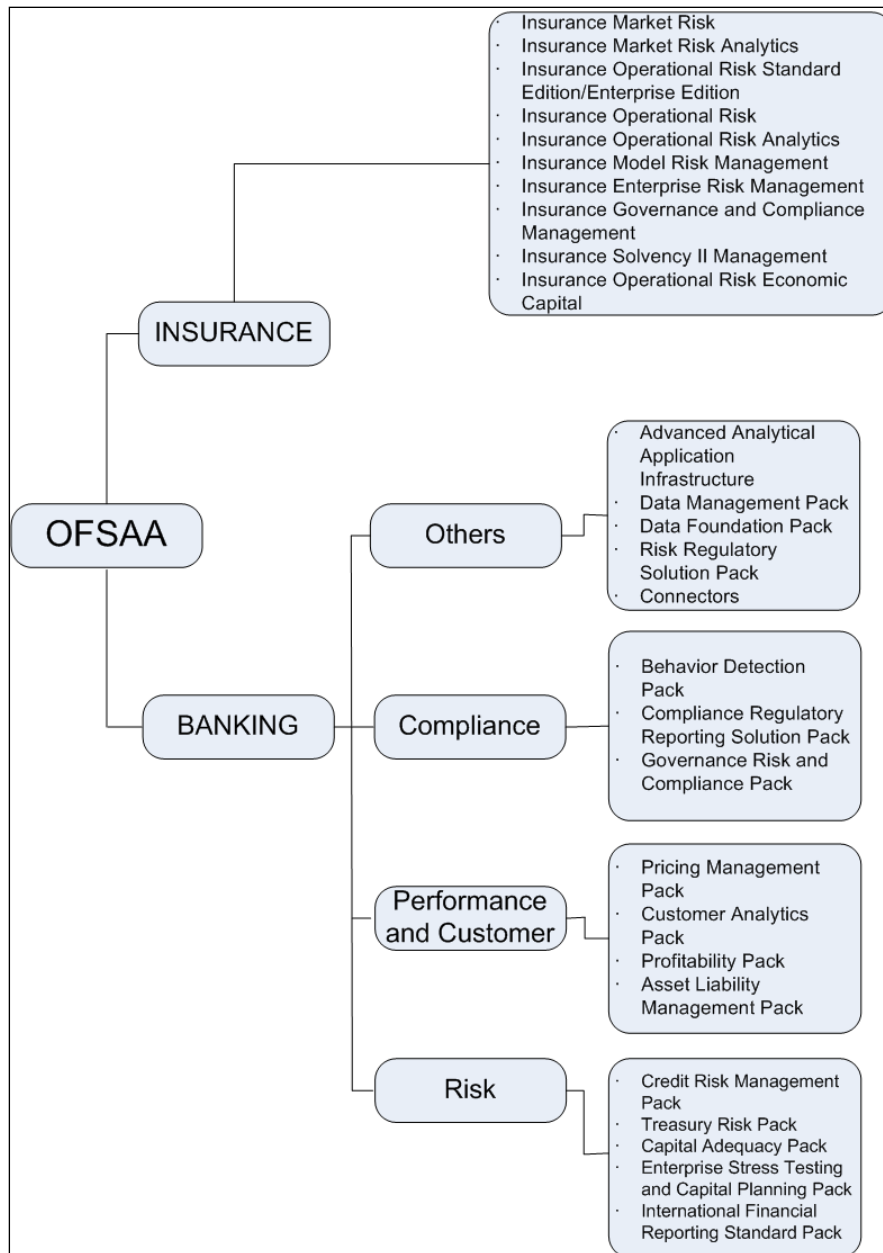 · Insurance Market Risk
· Insurance Market Risk Analytics
· Insurance Operational Risk Standard
Edition/Enterprise Edition
· Insurance Operational Risk
· Insurance Operational Risk Analytics
· Insurance Model Risk Management
· Insurance Enterprise Risk Management
· Insurance Governance and Compliance
Management
· Insurance Solvency II Management
· Insurance Operational Risk Economic
Capital
INSURANCE
OFSAA
BANKING
Others
· Advanced Analytical
Application
Infrastructure
· Data Management Pack
· Data Foundation Pack
· Risk Regulatory
Solution Pack
· Connectors
Compliance
· Behavior Detection
Pack
· Compliance Regulatory
Reporting Solution Pack
· Governance Risk and
Compliance Pack
Performance
and Customer
· Pricing Management
Pack
· Customer Analytics
Pack
· Profitability Pack
· Asset Liability
Management Pack
Risk
· Credit Risk Management
Pack
· Treasury Risk Pack
· Capital Adequacy Pack
· Enterprise Stress Testing
and Capital Planning Pack
· International Financial
Reporting Standard Pack